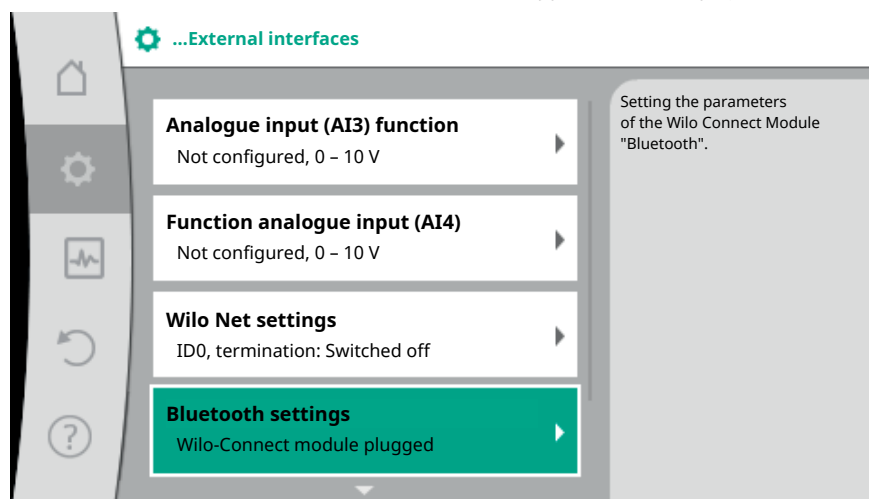 ...External interfaces
Analogue input (AI3) function
Not configured, 0 – 10 V
Function analogue input (AI4)
Not configured, 0 – 10 V
Wilo Net settings
ID0, termination: Switched off
Bluetooth settings
Wilo-Connect module plugged
Setting the parameters
of the Wilo Connect Module
"Bluetooth".
?